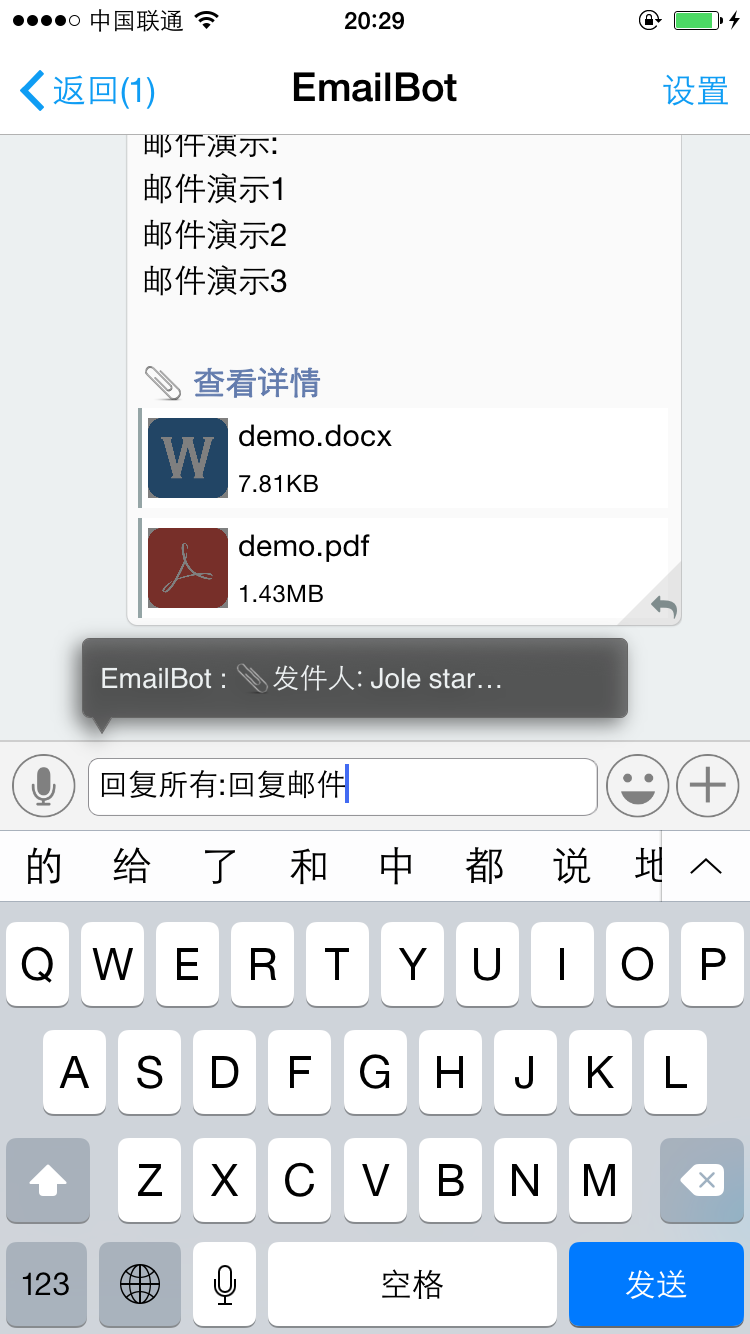 中国联通 20:29
返回(1) EmailBot 设置
邮件演示:
邮件演示1
邮件演示2
邮件演示3
查看详情
W demo.docx
7.81KB
demo.pdf
1.43MB
EmailBot : 发件人: Jole star…
回复所有:回复邮件
的 给 了 和 中 都 说 地
Q W E R T Y U I O P
A S D F G H J K L
Z X C V B N M
123 空格 发送